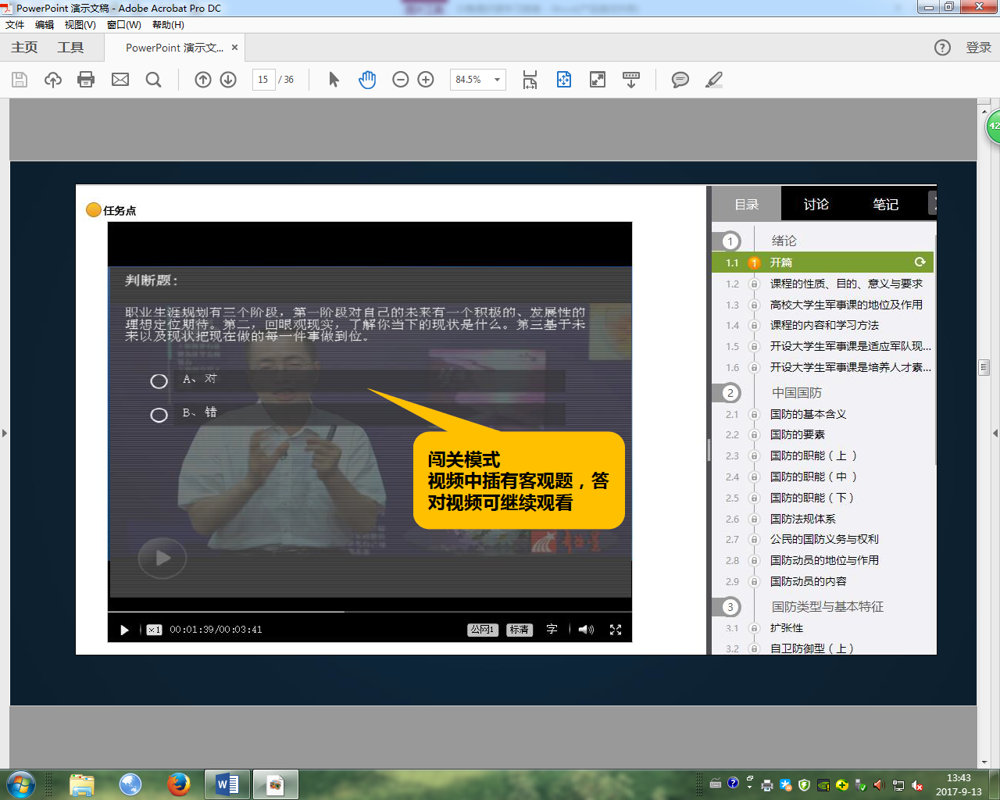 PowerPoint 演示文稿 - Adobe Acrobat Pro DC
文件 编辑 视图(V) 窗口(W) 帮助(H)
主页 工具 PowerPoint 演示文... × 登录
15 / 36 84.5%
42
任务点
判断题：
职业生涯规划有三个阶段，第一阶段对自己的未来有一个积极的、发展性的
理想定位期待。第二，回眼观现实，了解你当下的现状是什么。第三基于未
来以及现状把现在做的每一件事做到位。
A、对
B、错
闯关模式
视频中插有客观题，答
对视频可继续观看
×1 00:01:39/00:03:41 公网1 标清 字
目录 讨论 笔记
1 绪论
1.1 1 开篇
1.2 课程的性质、目的、意义与要求
1.3 高校大学生军事课的地位及作用
1.4 课程的内容和学习方法
1.5 开设大学生军事课是适应军队现...
1.6 开设大学生军事课是培养人才素...
2 中国国防
2.1 国防的基本含义
2.2 国防的要素
2.3 国防的职能（上 ）
2.4 国防的职能（中 ）
2.5 国防的职能（下）
2.6 国防法规体系
2.7 公民的国防义务与权利
2.8 国防动员的地位与作用
2.9 国防动员的内容
3 国防类型与基本特征
3.1 扩张性
3.2 自卫防御型（上）
13:43
2017-9-13